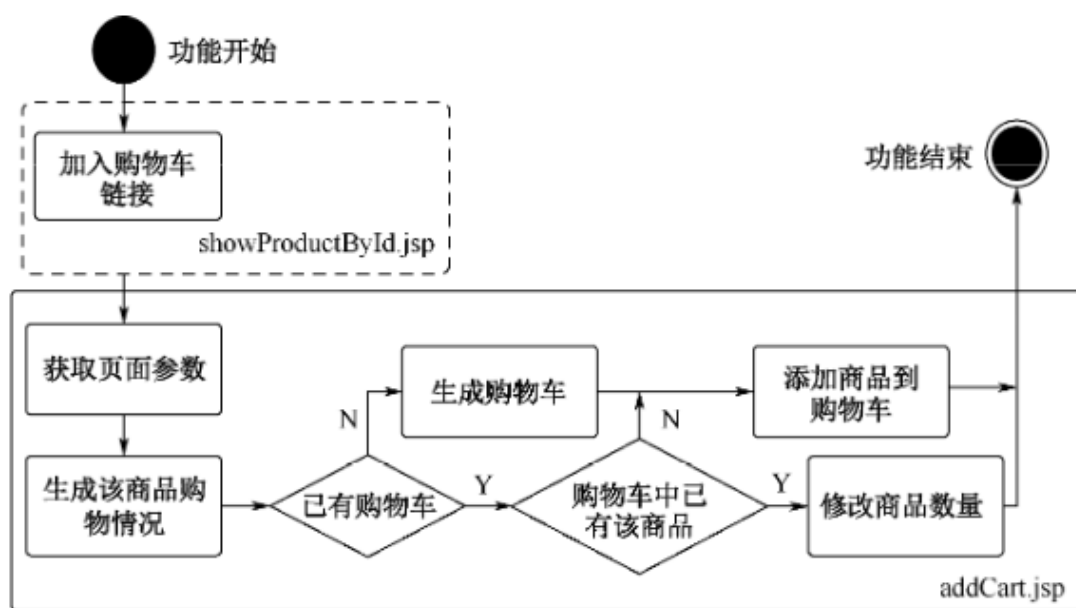 功能开始
加入购物车
链接
功能结束
showProductById.jsp
获取页面参数
生成购物车
添加商品到
购物车
N
N
生成该商品购
物情况
已有购物车
Y
购物车中已
有该商品
Y
修改商品数量
addCart.jsp